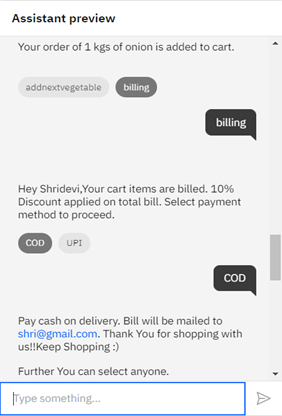 Assistant preview
Your order of 1 kgs of onion is added to cart.
addnextvegetable billing
billing
Hey Shridevi,Your cart items are billed. 10%
Discount applied on total bill. Select payment
method to proceed.
COD UPI
COD
Pay cash on delivery. Bill will be mailed to
shri@gmail.com. Thank You for shopping with
us!!Keep Shopping :)
Further You can select anyone.
Type something...